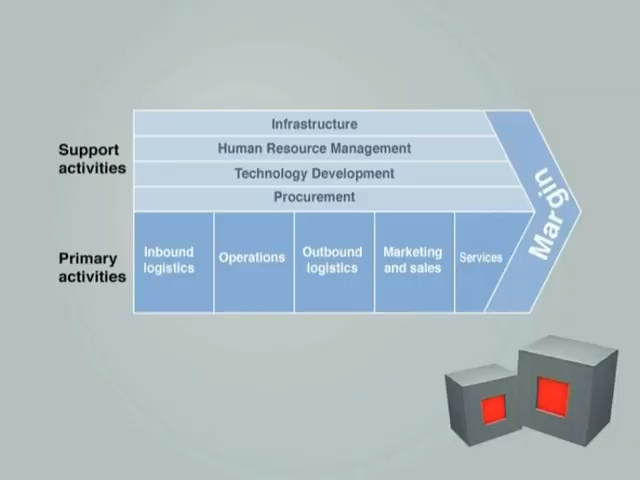 Infrastructure
Support
activities
Human Resource Management
Technology Development
Procurement
Margin
Primary
activities
Inbound
logistics
Operations
Outbound
logistics
Marketing
and sales
Services